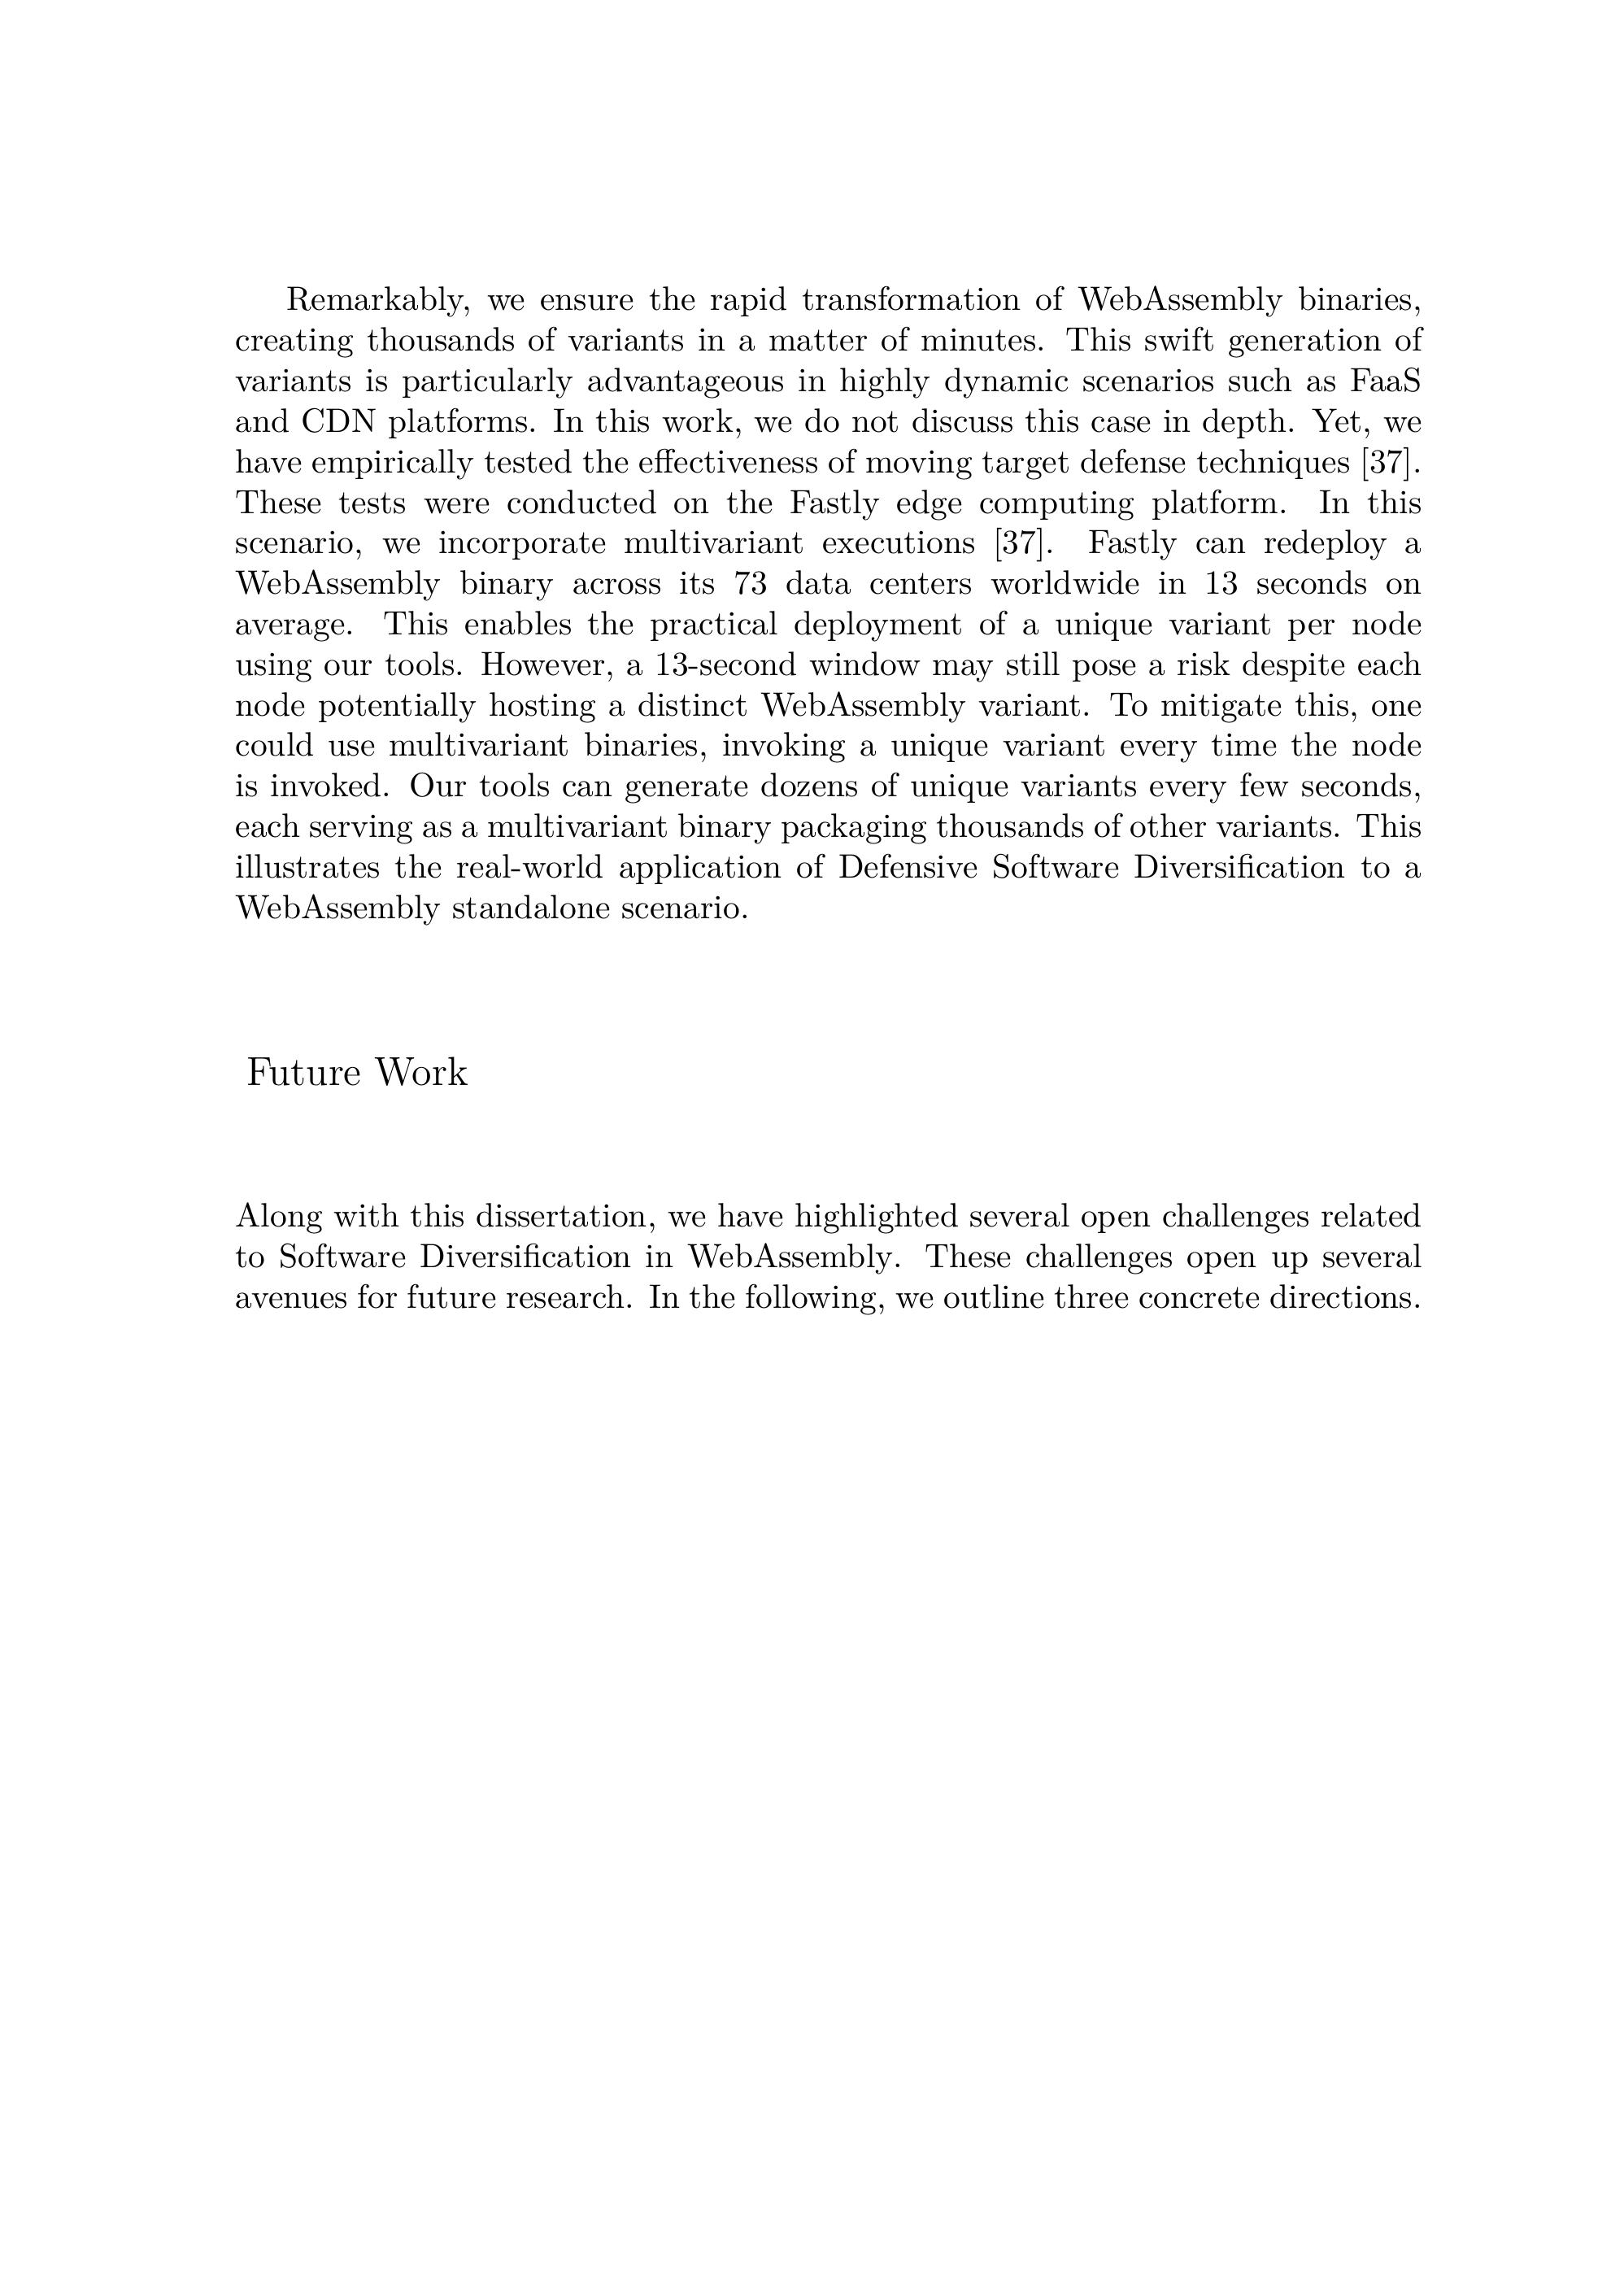 Remarkably, we ensure the rapid transformation of WebAssembly binaries,
creating thousands of variants in a matter of minutes. This swift generation of
variants is particularly advantageous in highly dynamic scenarios such as FaaS
and CDN platforms. In this work, we do not discuss this case in depth. Yet, we
have empirically tested the effectiveness of moving target defense techniques [37].
These tests were conducted on the Fastly edge computing platform. In this
scenario, we incorporate multivariant executions [37]. Fastly can redeploy a
WebAssembly binary across its 73 data centers worldwide in 13 seconds on
average. This enables the practical deployment of a unique variant per node
using our tools. However, a 13-second window may still pose a risk despite each
node potentially hosting a distinct WebAssembly variant. To mitigate this, one
could use multivariant binaries, invoking a unique variant every time the node
is invoked. Our tools can generate dozens of unique variants every few seconds,
each serving as a multivariant binary packaging thousands of other variants. This
illustrates the real-world application of Defensive Software Diversification to a
WebAssembly standalone scenario.
Future Work
Along with this dissertation, we have highlighted several open challenges related
to Software Diversification in WebAssembly. These challenges open up several
avenues for future research. In the following, we outline three concrete directions.